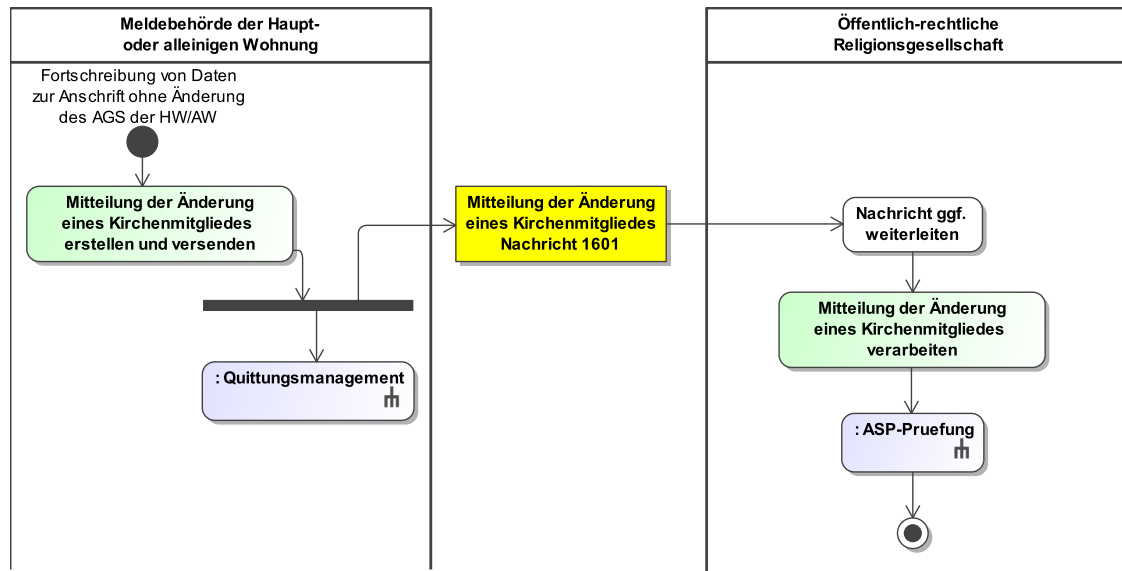 Meldebehörde der Haupt-
oder alleinigen Wohnung
Öffentlich-rechtliche
Religionsgesellschaft
Fortschreibung von Daten
zur Anschrift ohne Änderung
des AGS der HW/AW
Mitteilung der Änderung
eines Kirchenmitgliedes
erstellen und versenden
: Quittungsmanagement
Mitteilung der Änderung
eines Kirchenmitgliedes
Nachricht 1601
Nachricht ggf.
weiterleiten
Mitteilung der Änderung
eines Kirchenmitgliedes
verarbeiten
: ASP-Pruefung